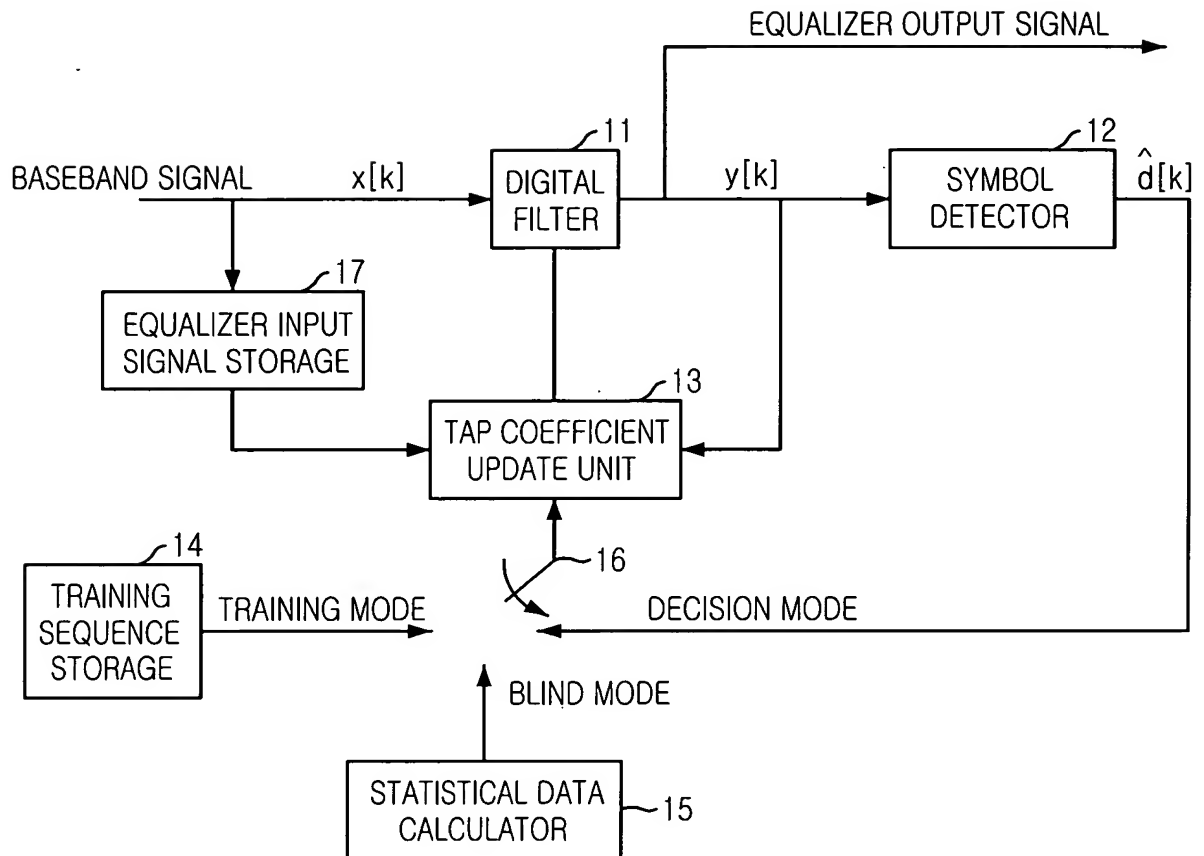 EQUALIZER OUTPUT SIGNAL
11
12
BASEBAND SIGNAL
x[k]
DIGITAL
FILTER
y[k]
SYMBOL
DETECTOR
d̂[k]
17
EQUALIZER INPUT
SIGNAL STORAGE
13
TAP COEFFICIENT
UPDATE UNIT
14
16
TRAINING
SEQUENCE
STORAGE
TRAINING MODE
DECISION MODE
BLIND MODE
STATISTICAL DATA
CALCULATOR
15